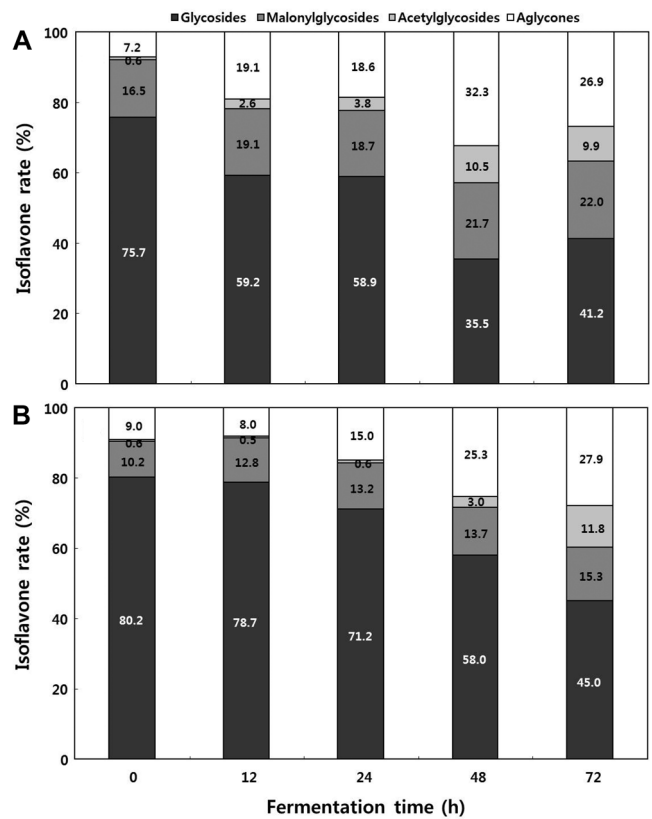 Glycosides Malonylglycosides Acetylglycosides Aglycones
A
Isoflavone rate (%)
100
80
60
40
20
0
7.2 19.1 18.6 32.3 26.9
0.6 2.6 3.8 10.5 9.9
16.5 19.1 18.7 21.7 22.0
75.7 59.2 58.9 35.5 41.2
B
Isoflavone rate (%)
100
80
60
40
20
0
9.0 8.0 15.0 25.3 27.9
0.6 0.5 0.6 3.0 11.8
10.2 12.8 13.2 13.7 15.3
80.2 78.7 71.2 58.0 45.0
0 12 24 48 72
Fermentation time (h)